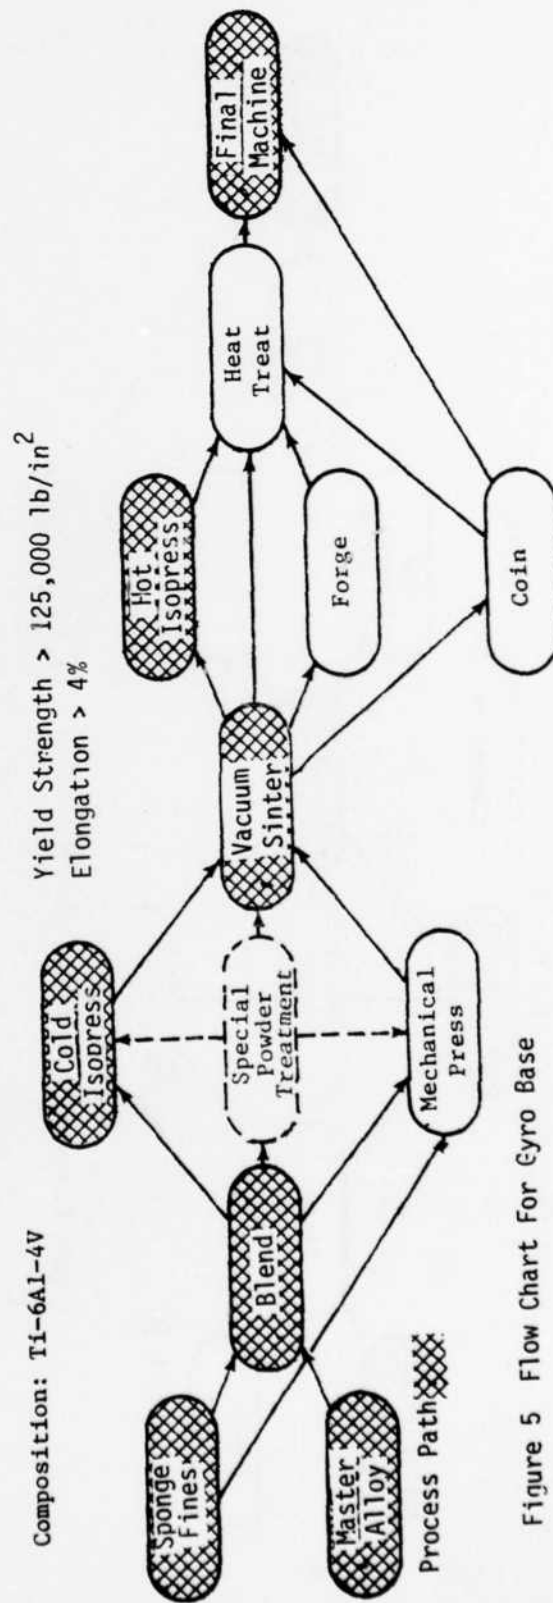 Composition: Ti-6Al-4V
Yield Strength > 125,000 lb/in²
Elongation > 4%
Sponge
Fines
Master
Alloy
Blend
Cold
Isopress
Special
Powder
Treatment
Mechanical
Press
Vacuum
Sinter
Hot
Isopress
Forge
Coin
Heat
Treat
Final
Machine
Process Path
Figure 5 Flow Chart For Gyro Base